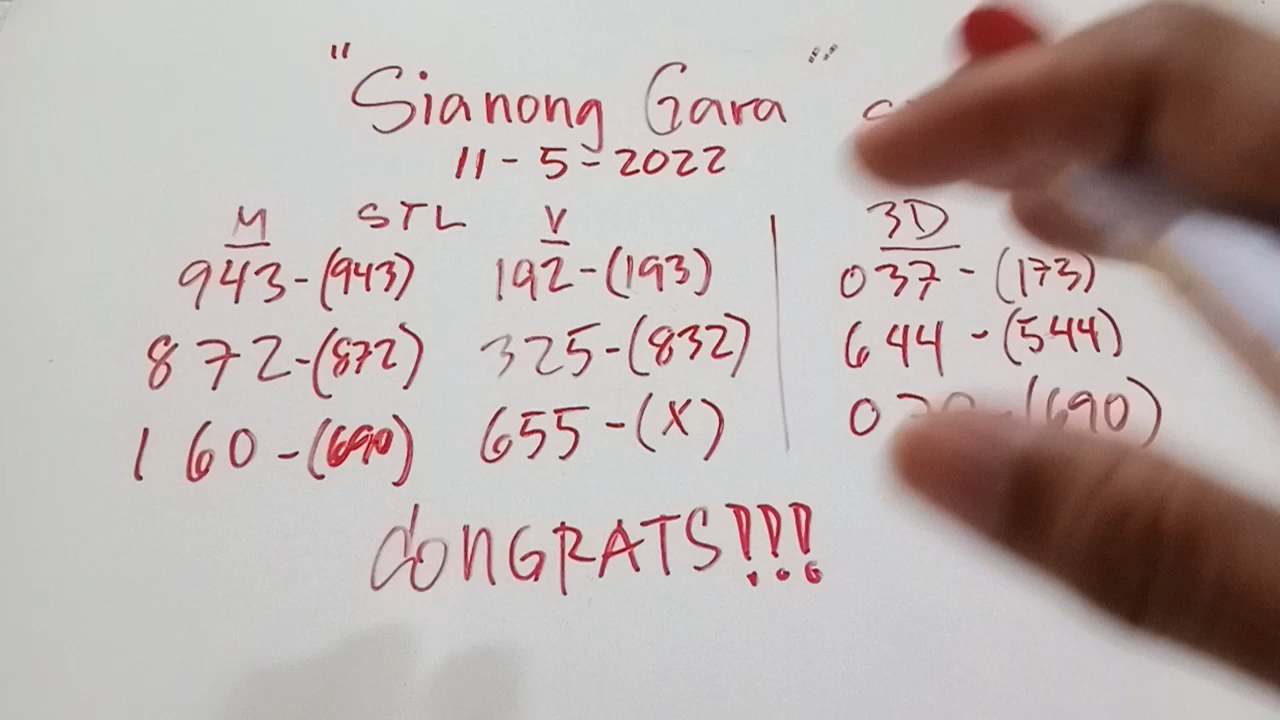 "Sianong Gara"
11-5-2022
M STL V 3D
943-(943) 192-(193) 037-(173)
872-(872) 325-(832) 644-(544)
160-(690) 655-(X) (690)
CONGRATS!!!